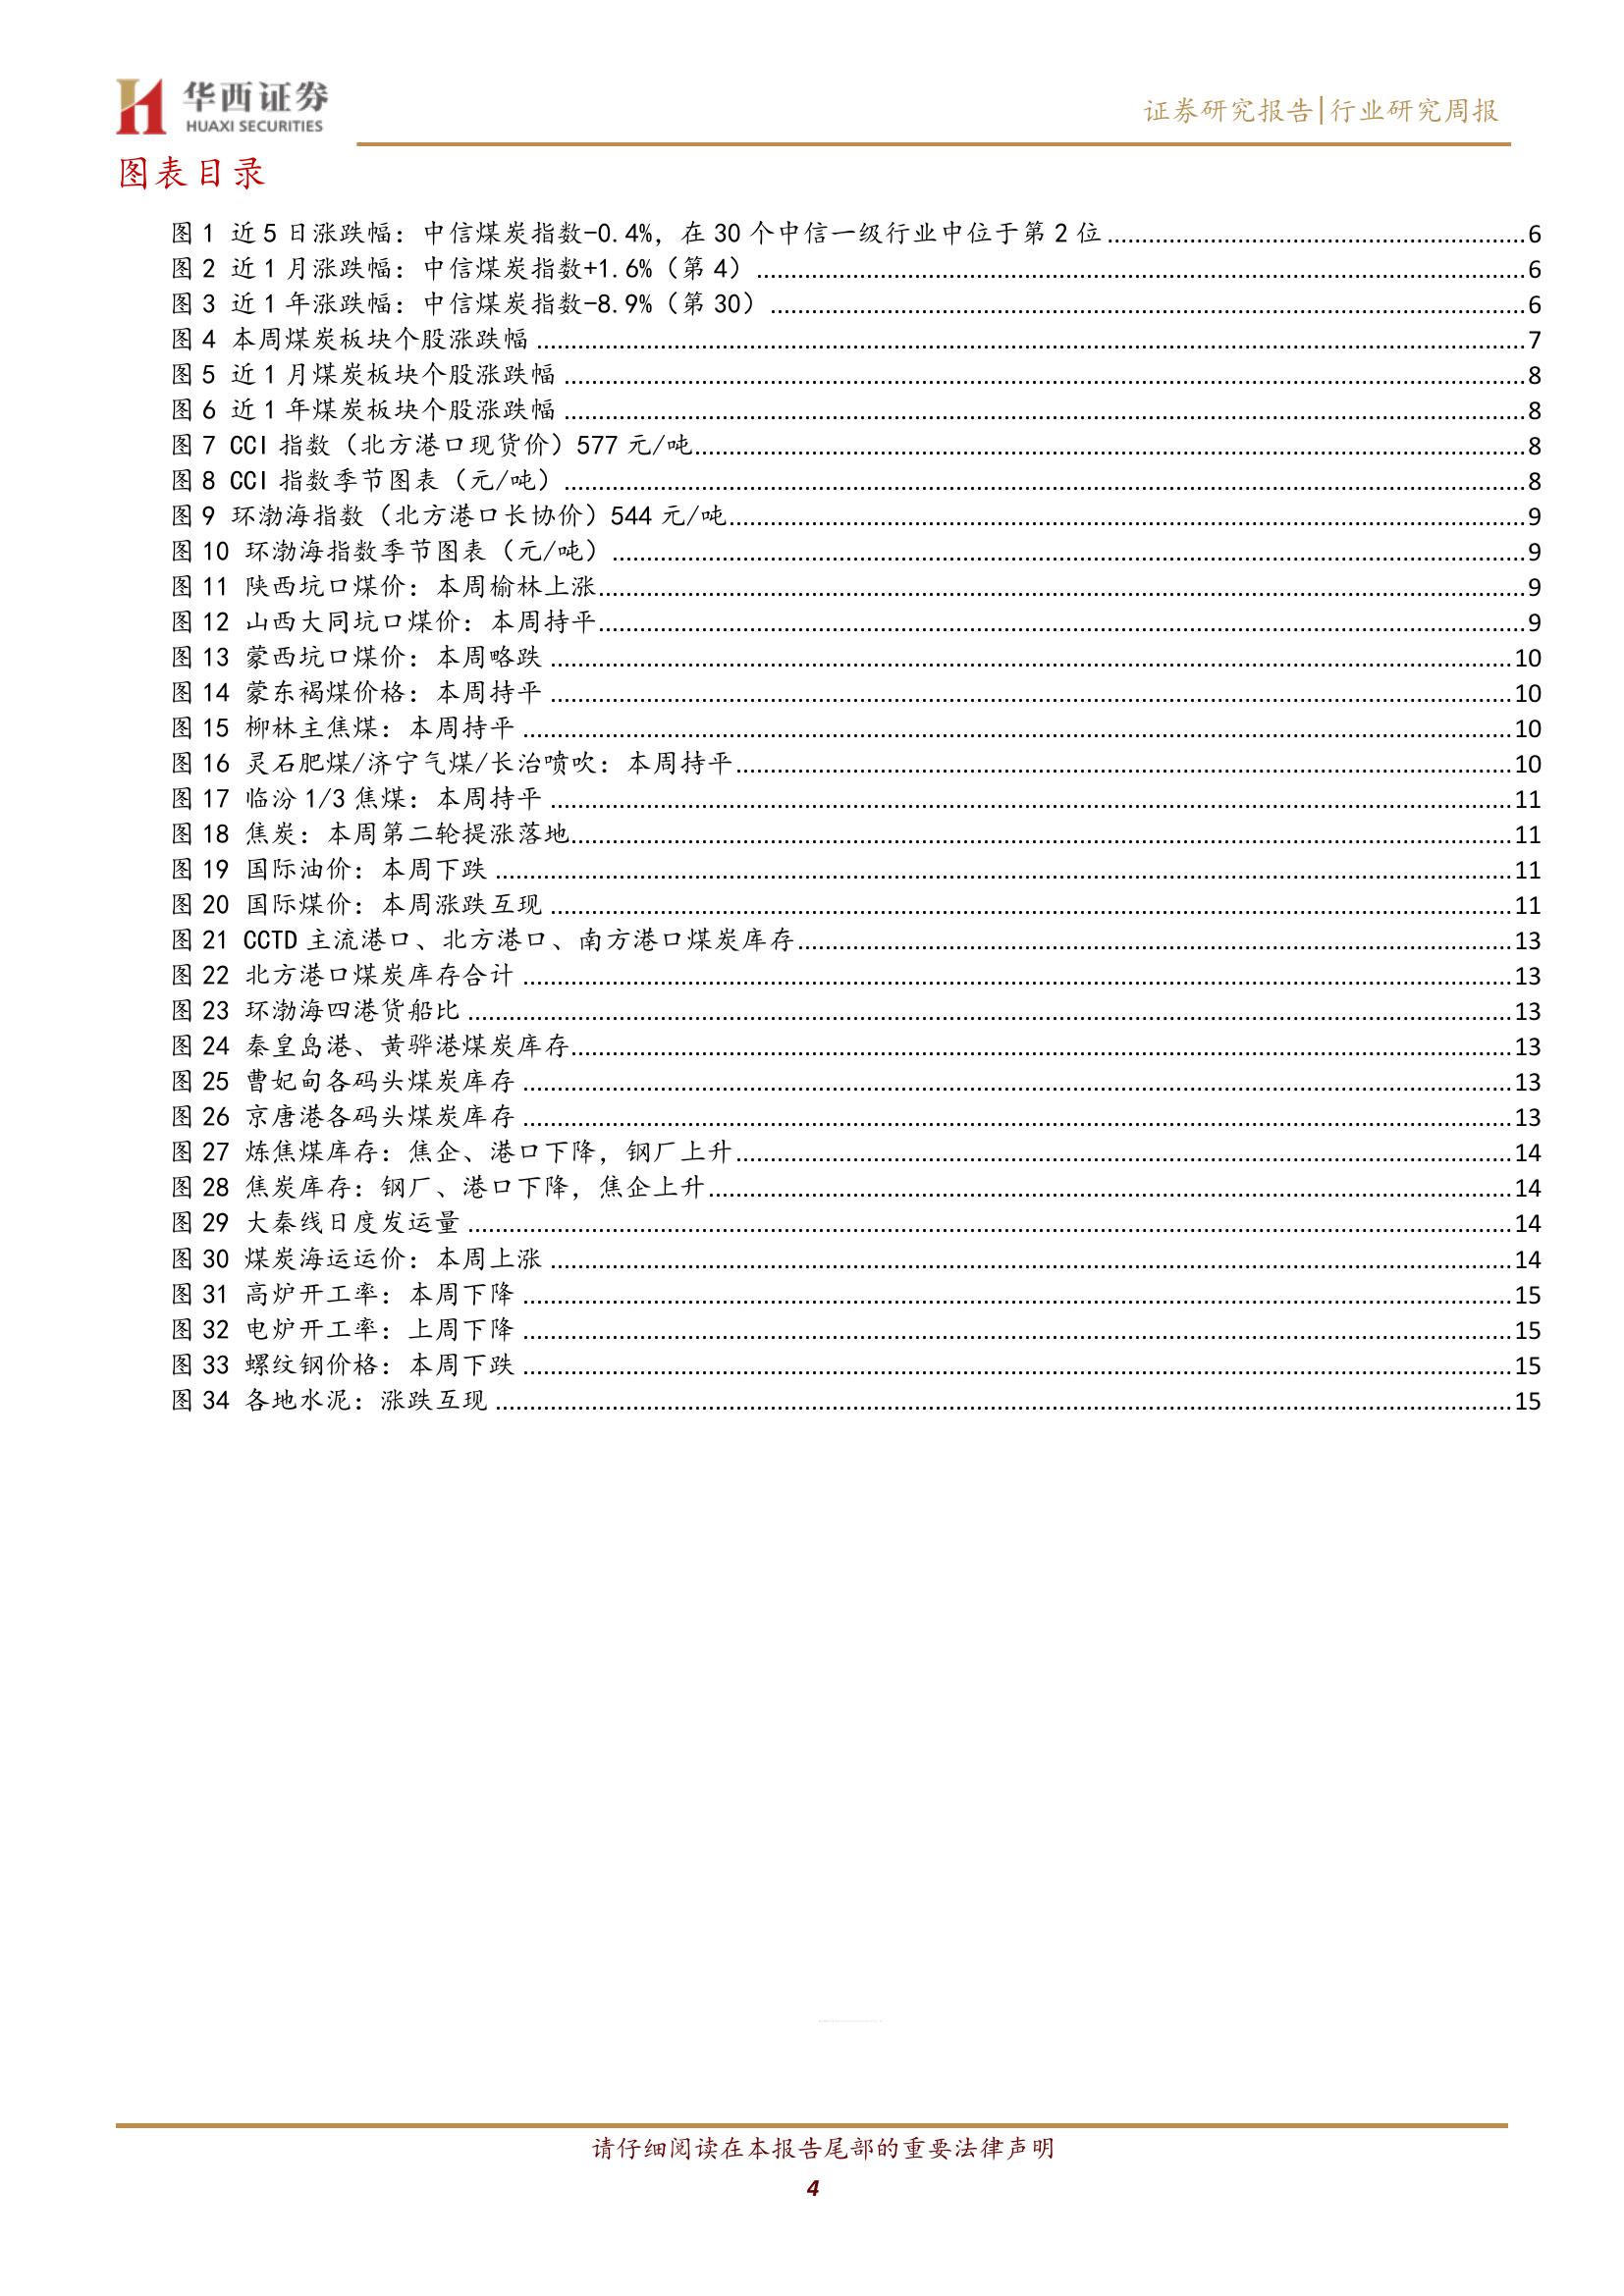 华西证券
HUAXI SECURITIES
证券研究报告|行业研究周报
图表目录
图 1 近 5 日涨跌幅：中信煤炭指数-0.4%，在 30 个中信一级行业中位于第 2 位 6
图 2 近 1 月涨跌幅：中信煤炭指数+1.6%（第 4） 6
图 3 近 1 年涨跌幅：中信煤炭指数-8.9%（第 30） 6
图 4 本周煤炭板块个股涨跌幅 7
图 5 近 1 月煤炭板块个股涨跌幅 8
图 6 近 1 年煤炭板块个股涨跌幅 8
图 7 CCI 指数（北方港口现货价）577 元/吨 8
图 8 CCI 指数季节图表（元/吨） 8
图 9 环渤海指数（北方港口长协价）544 元/吨 9
图 10 环渤海指数季节图表（元/吨） 9
图 11 陕西坑口煤价：本周榆林上涨 9
图 12 山西大同坑口煤价：本周持平 9
图 13 蒙西坑口煤价：本周略跌 10
图 14 蒙东褐煤价格：本周持平 10
图 15 柳林主焦煤：本周持平 10
图 16 灵石肥煤/济宁气煤/长治喷吹：本周持平 10
图 17 临汾 1/3 焦煤：本周持平 11
图 18 焦炭：本周第二轮提涨落地 11
图 19 国际油价：本周下跌 11
图 20 国际煤价：本周涨跌互现 11
图 21 CCTD 主流港口、北方港口、南方港口煤炭库存 13
图 22 北方港口煤炭库存合计 13
图 23 环渤海四港货船比 13
图 24 秦皇岛港、黄骅港煤炭库存 13
图 25 曹妃甸各码头煤炭库存 13
图 26 京唐港各码头煤炭库存 13
图 27 炼焦煤库存：焦企、港口下降，钢厂上升 14
图 28 焦炭库存：钢厂、港口下降，焦企上升 14
图 29 大秦线日度发运量 14
图 30 煤炭海运运价：本周上涨 14
图 31 高炉开工率：本周下降 15
图 32 电炉开工率：上周下降 15
图 33 螺纹钢价格：本周下跌 15
图 34 各地水泥：涨跌互现 15
请仔细阅读在本报告尾部的重要法律声明
4